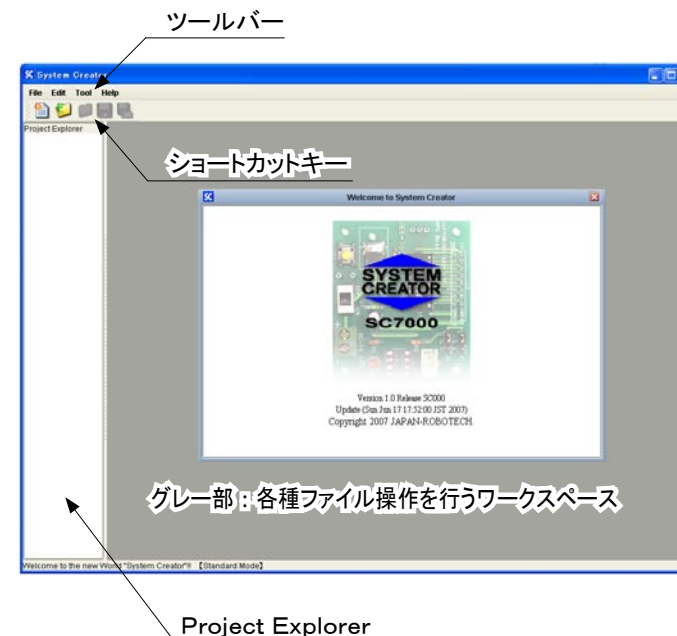 ツールバー
System Creator
File Edit Tool Help
Project Explorer
ショートカットキー
SC Welcome to System Creator
SYSTEM
CREATOR
SC7000
Version 1.0 Release SC000
Update (Sun Jun 17 17:52:00 JST 2007)
Copyright 2007 JAPAN-ROBOTECH.
グレー部：各種ファイル操作を行うワークスペース
Welcome to the new World "System Creator"!! 【Standard Mode】
Project Explorer